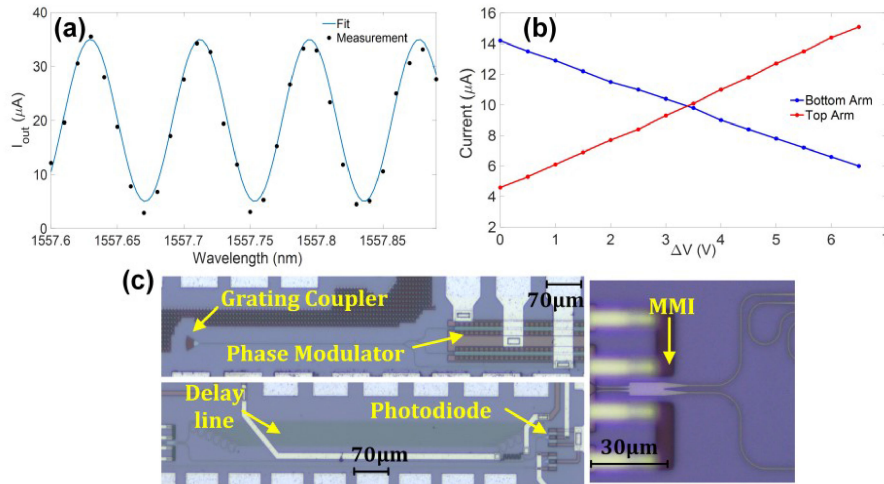 (a)
Fit
Measurement
40
30
20
10
0
I_out (μA)
1557.6 1557.65 1557.7 1557.75 1557.8 1557.85
Wavelength (nm)
(b)
16
14
12
10
8
6
4
2
Current (μA)
Bottom Arm
Top Arm
0 1 2 3 4 5 6 7
ΔV (V)
(c)
Grating Coupler
70μm
Phase Modulator
Delay
line
Photodiode
70μm
MMI
30μm